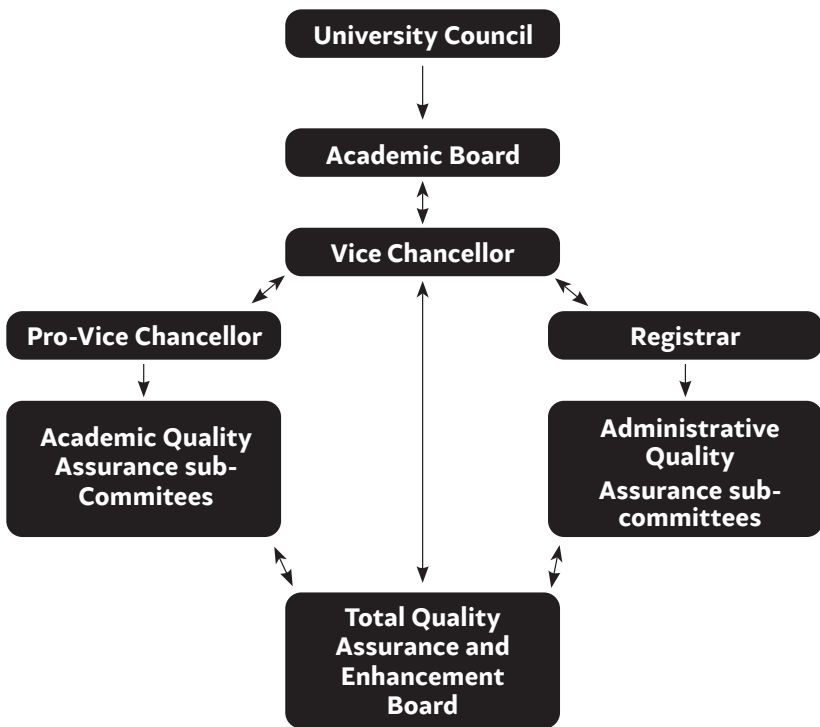 University Council
Academic Board
Vice Chancellor
Pro-Vice Chancellor
Registrar
Academic Quality
Assurance sub-
Commitees
Administrative
Quality
Assurance sub-
committees
Total Quality
Assurance and
Enhancement
Board